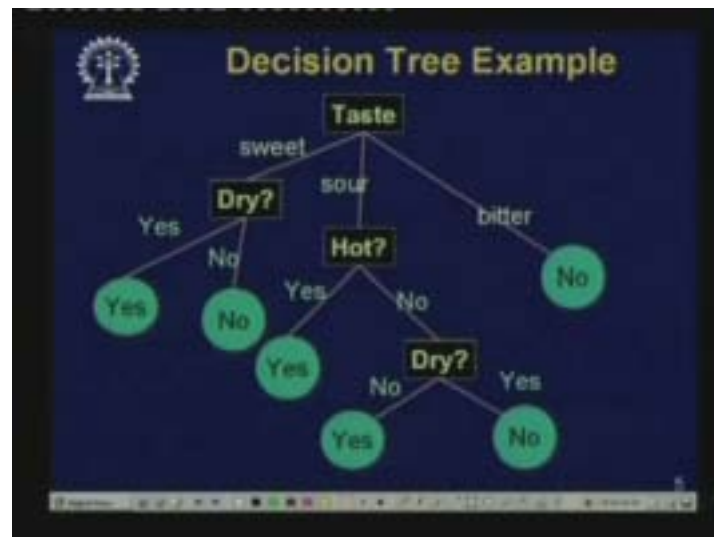 Decision Tree Example
Taste
sweet
sour
bitter
Dry?
Hot?
Yes
No
No
Yes
No
Yes
No
Yes
Dry?
No
Yes
Yes
No
5